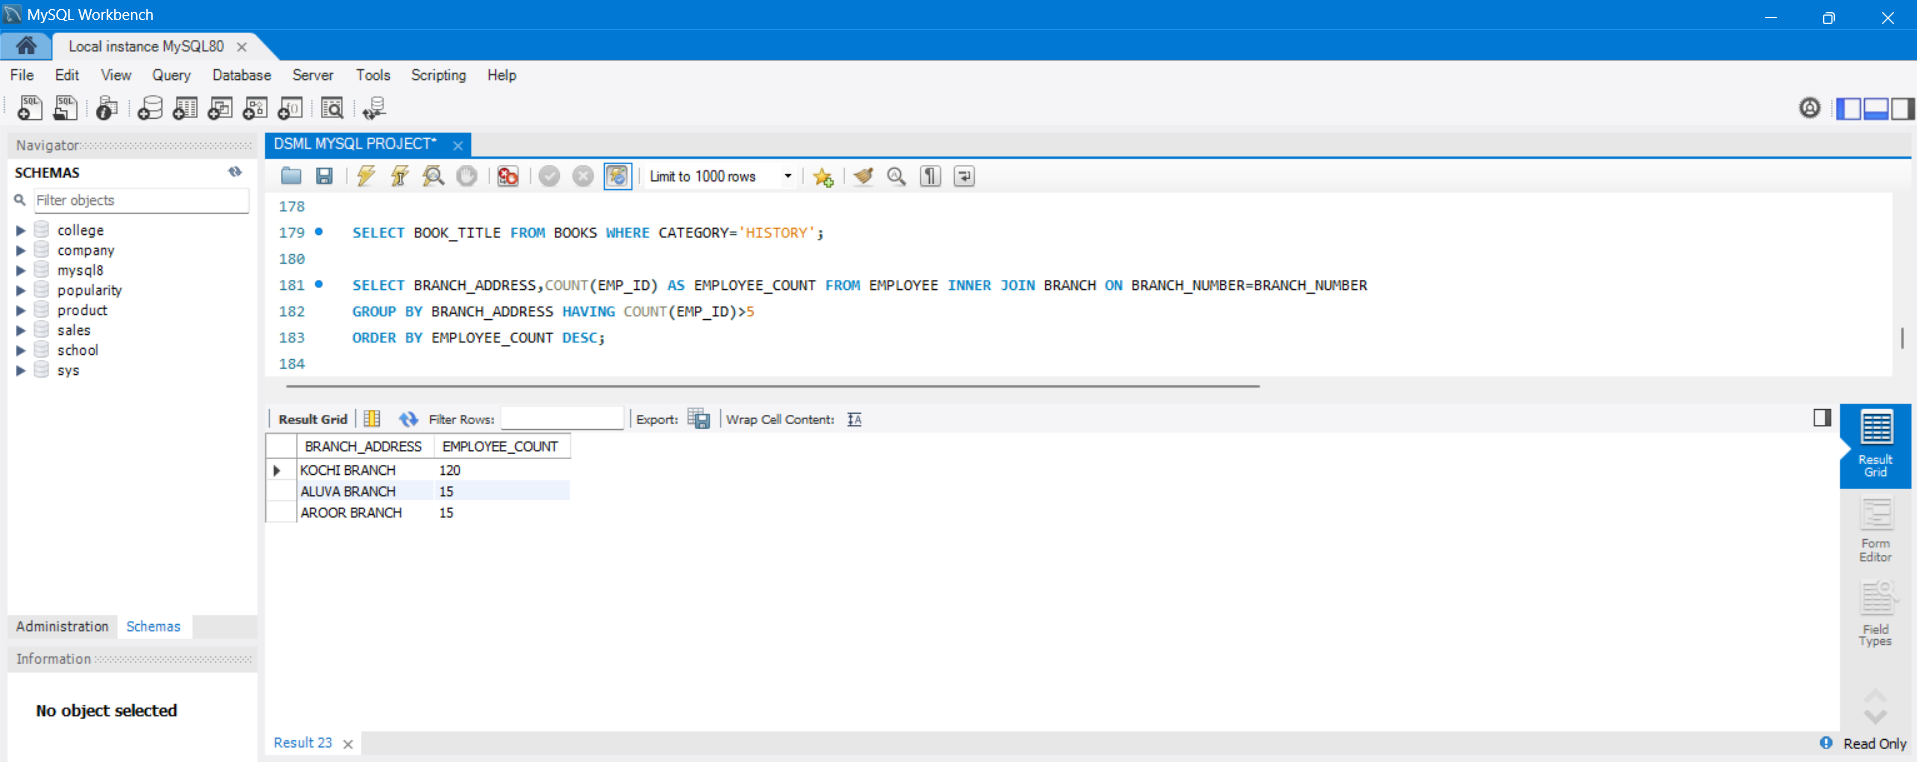 MySQL Workbench
Local instance MySQL80
File Edit View Query Database Server Tools Scripting Help
Navigator
SCHEMAS
Filter objects
college
company
mysql8
popularity
product
sales
school
sys
Administration Schemas
Information
No object selected
DSML MYSQL PROJECT*
Limit to 1000 rows
178
179 SELECT BOOK_TITLE FROM BOOKS WHERE CATEGORY='HISTORY';
180
181 SELECT BRANCH_ADDRESS,COUNT(EMP_ID) AS EMPLOYEE_COUNT FROM EMPLOYEE INNER JOIN BRANCH ON BRANCH_NUMBER=BRANCH_NUMBER
182 GROUP BY BRANCH_ADDRESS HAVING COUNT(EMP_ID)>5
183 ORDER BY EMPLOYEE_COUNT DESC;
184
Result Grid Filter Rows: Export: Wrap Cell Content:
BRANCH_ADDRESS EMPLOYEE_COUNT
KOCHI BRANCH 120
ALUVA BRANCH 15
AROOR BRANCH 15
Result
Grid
Form
Editor
Field
Types
Result 23
Read Only